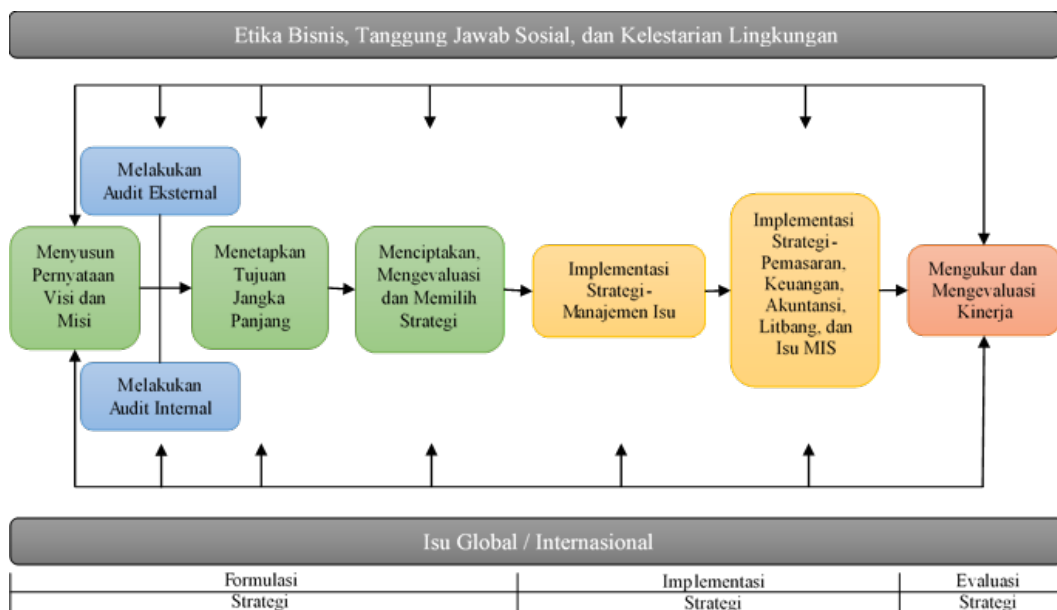 Etika Bisnis, Tanggung Jawab Sosial, dan Kelestarian Lingkungan
Melakukan
Audit Eksternal
Menyusun
Pernyataan
Visi dan
Misi
Menetapkan
Tujuan
Jangka
Panjang
Menciptakan,
Mengevaluasi
dan Memilih
Strategi
Implementasi
Strategi-
Manajemen Isu
Implementasi
Strategi-
Pemasaran,
Keuangan,
Akuntansi,
Litbang, dan
Isu MIS
Mengukur dan
Mengevaluasi
Kinerja
Melakukan
Audit Internal
Isu Global / Internasional
Formulasi
Strategi
Implementasi
Strategi
Evaluasi
Strategi